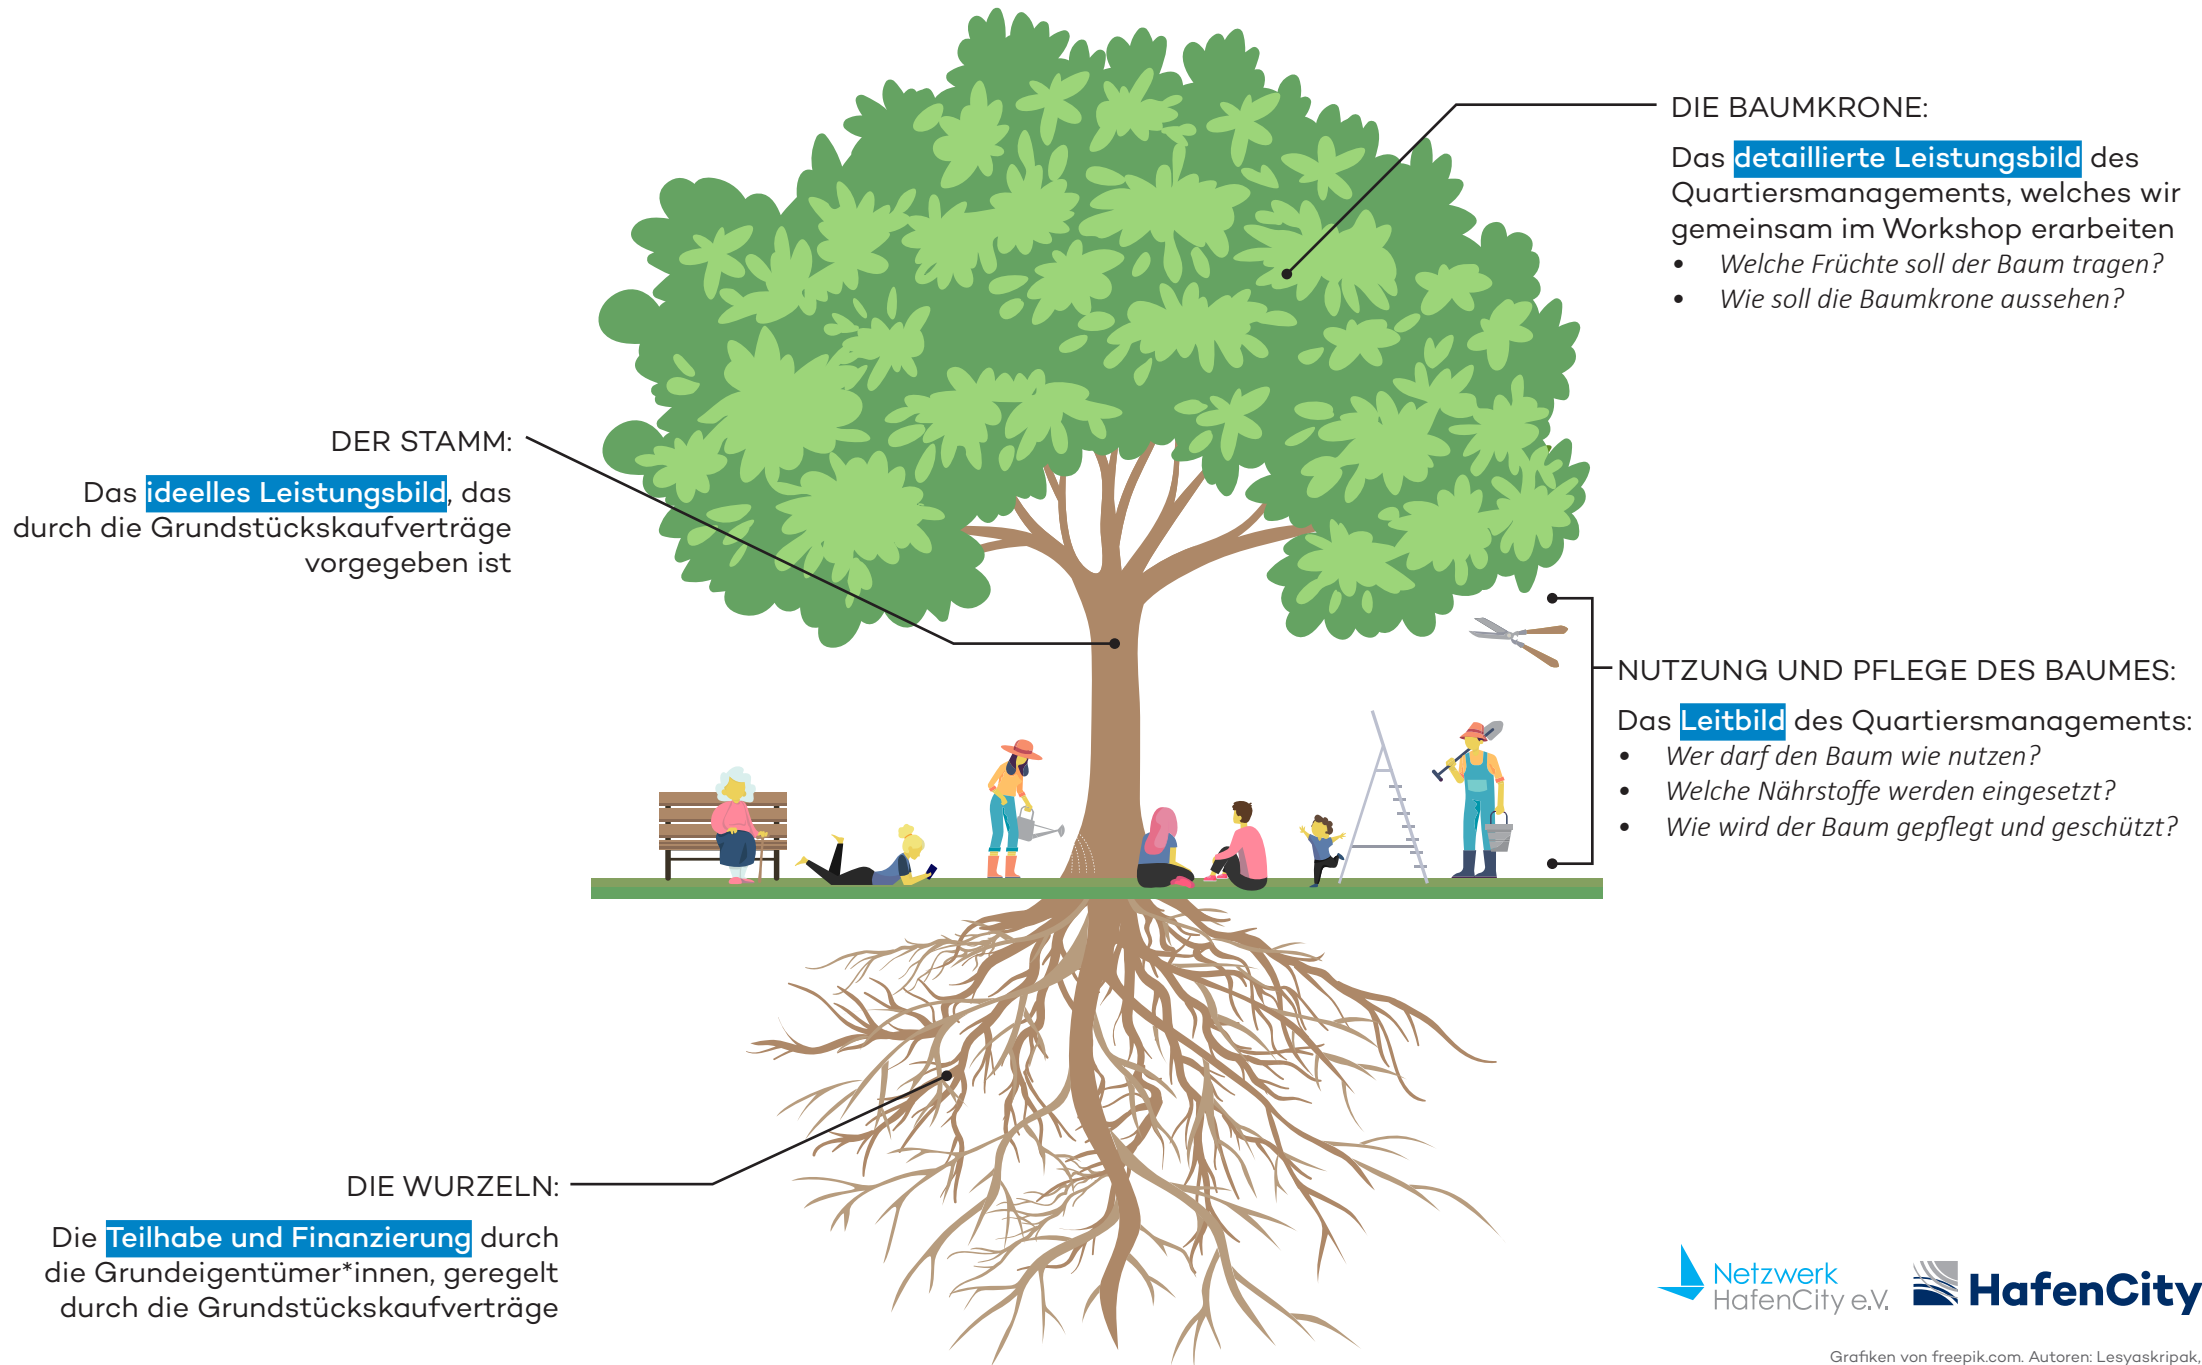 DIE BAUMKRONE:
Das detaillierte Leistungsbild des
Quartiersmanagements, welches wir
gemeinsam im Workshop erarbeiten
• Welche Früchte soll der Baum tragen?
• Wie soll die Baumkrone aussehen?
DER STAMM:
Das ideelles Leistungsbild, das
durch die Grundstückskaufverträge
vorgegeben ist
NUTZUNG UND PFLEGE DES BAUMES:
Das Leitbild des Quartiersmanagements:
• Wer darf den Baum wie nutzen?
• Welche Nährstoffe werden eingesetzt?
• Wie wird der Baum gepflegt und geschützt?
DIE WURZELN:
Die Teilhabe und Finanzierung durch
die Grundeigentümer*innen, geregelt
durch die Grundstückskaufverträge
Netzwerk
HafenCity e.V.
HafenCity
Grafiken von freepik.com. Autoren: Lesyaskripak,